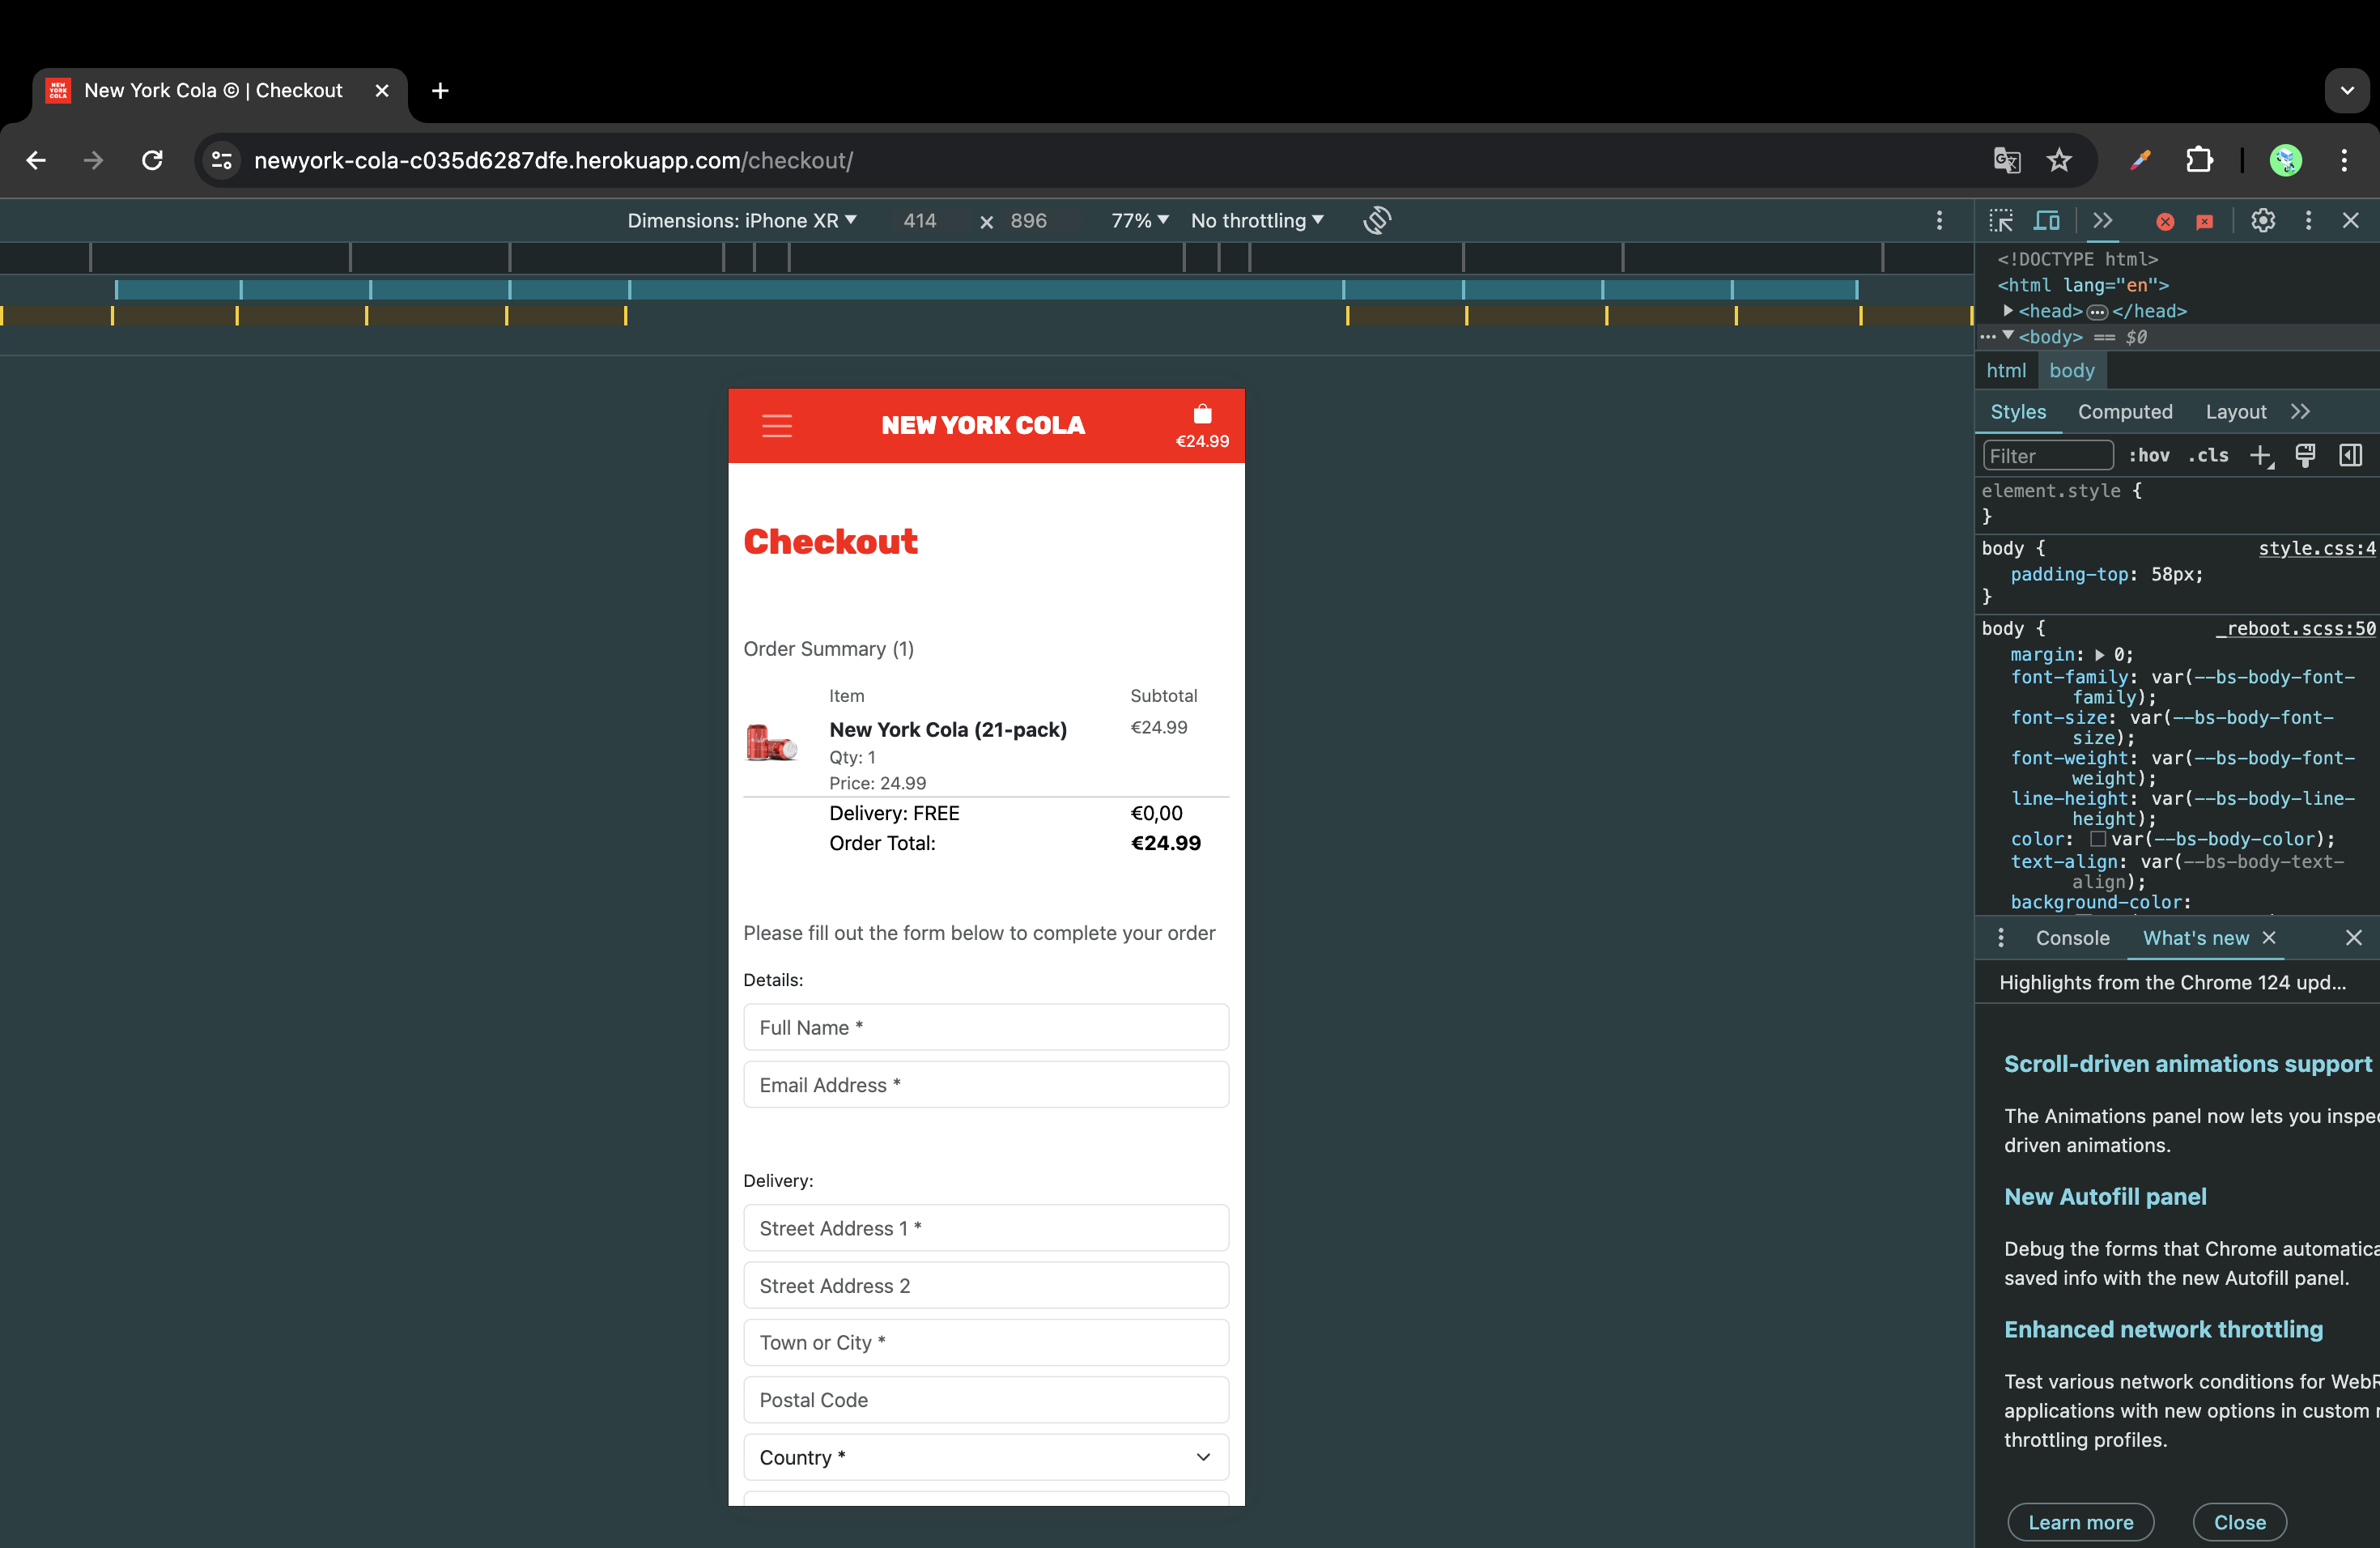 NEW YORK COLA
New York Cola © | Checkout
newyork-cola-c035d6287dfe.herokuapp.com/checkout/
Dimensions: iPhone XR 414 × 896 77% No throttling
NEW YORK COLA
€24.99
Checkout
Order Summary (1)
Item Subtotal
New York Cola (21-pack) €24.99
Qty: 1
Price: 24.99
Delivery: FREE €0,00
Order Total: €24.99
Please fill out the form below to complete your order
Details:
Full Name *
Email Address *
Delivery:
Street Address 1 *
Street Address 2
Town or City *
Postal Code
Country *
<!DOCTYPE html>
<html lang="en">
<head> … </head>
… <body> == $0
html body
Styles Computed Layout
Filter :hov .cls
element.style {
}
body { style.css:4
padding-top: 58px;
}
body { _reboot.scss:50
margin: 0;
font-family: var(--bs-body-font-
family);
font-size: var(--bs-body-font-
size);
font-weight: var(--bs-body-font-
weight);
line-height: var(--bs-body-line-
height);
color: var(--bs-body-color);
text-align: var(--bs-body-text-
align);
background-color:
Console What's new
Highlights from the Chrome 124 upd...
Scroll-driven animations support
The Animations panel now lets you inspec
driven animations.
New Autofill panel
Debug the forms that Chrome automatica
saved info with the new Autofill panel.
Enhanced network throttling
Test various network conditions for WebR
applications with new options in custom
throttling profiles.
Learn more Close